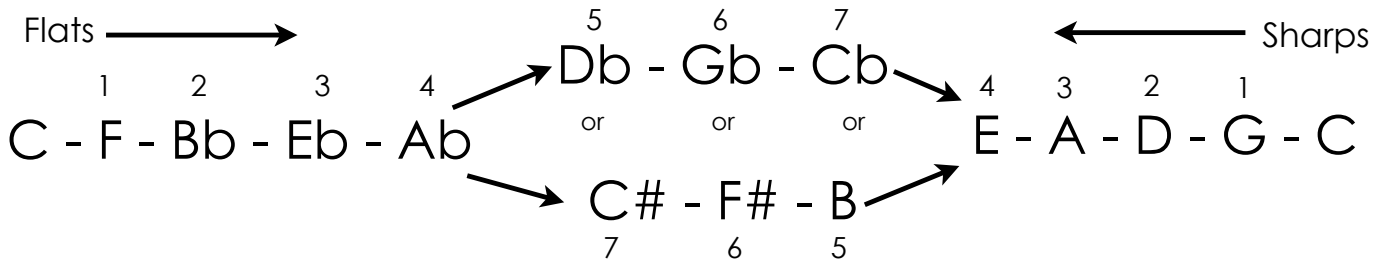 Flats
Sharps
5 6 7
Db - Gb - Cb
1 2 3 4
4 3 2 1
or or or
C - F - Bb - Eb - Ab
E - A - D - G - C
C# - F# - B
7 6 5